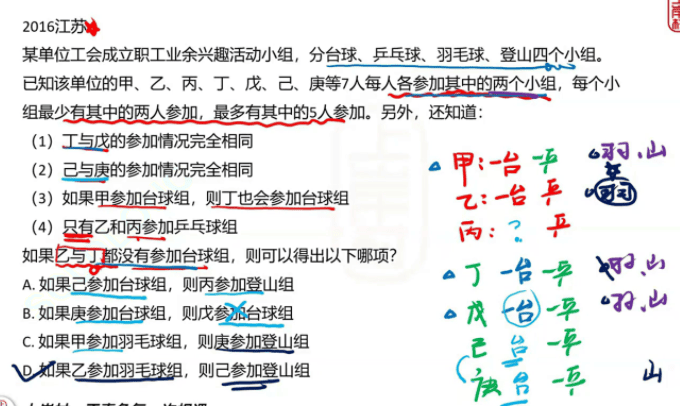 2016江苏
某单位工会成立职工业余兴趣活动小组，分台球、乒乓球、羽毛球、登山四个小组。
已知该单位的甲、乙、丙、丁、戊、己、庚等7人每人各参加其中的两个小组，每个小
组最少有其中的两人参加，最多有其中的5人参加。另外，还知道：
（1）丁与戊的参加情况完全相同
（2）己与庚的参加情况完全相同
（3）如果甲参加台球组，则丁也会参加台球组
（4）只有乙和丙参加乒乓球组
如果乙与丁都没有参加台球组，则可以得出以下哪项？
A. 如果己参加台球组，则丙参加登山组
B. 如果庚参加台球组，则戊参加台球组
C. 如果甲参加羽毛球组，则庚参加登山组
D. 如果乙参加羽毛球组，则己参加登山组
甲：一台 一乒 羽.山
乙：一台 乒
丙：? 乒
丁 一台 一乒 羽.山
戊 一台 一乒 羽.山
己 台 一乒
庚 台 一乒 山